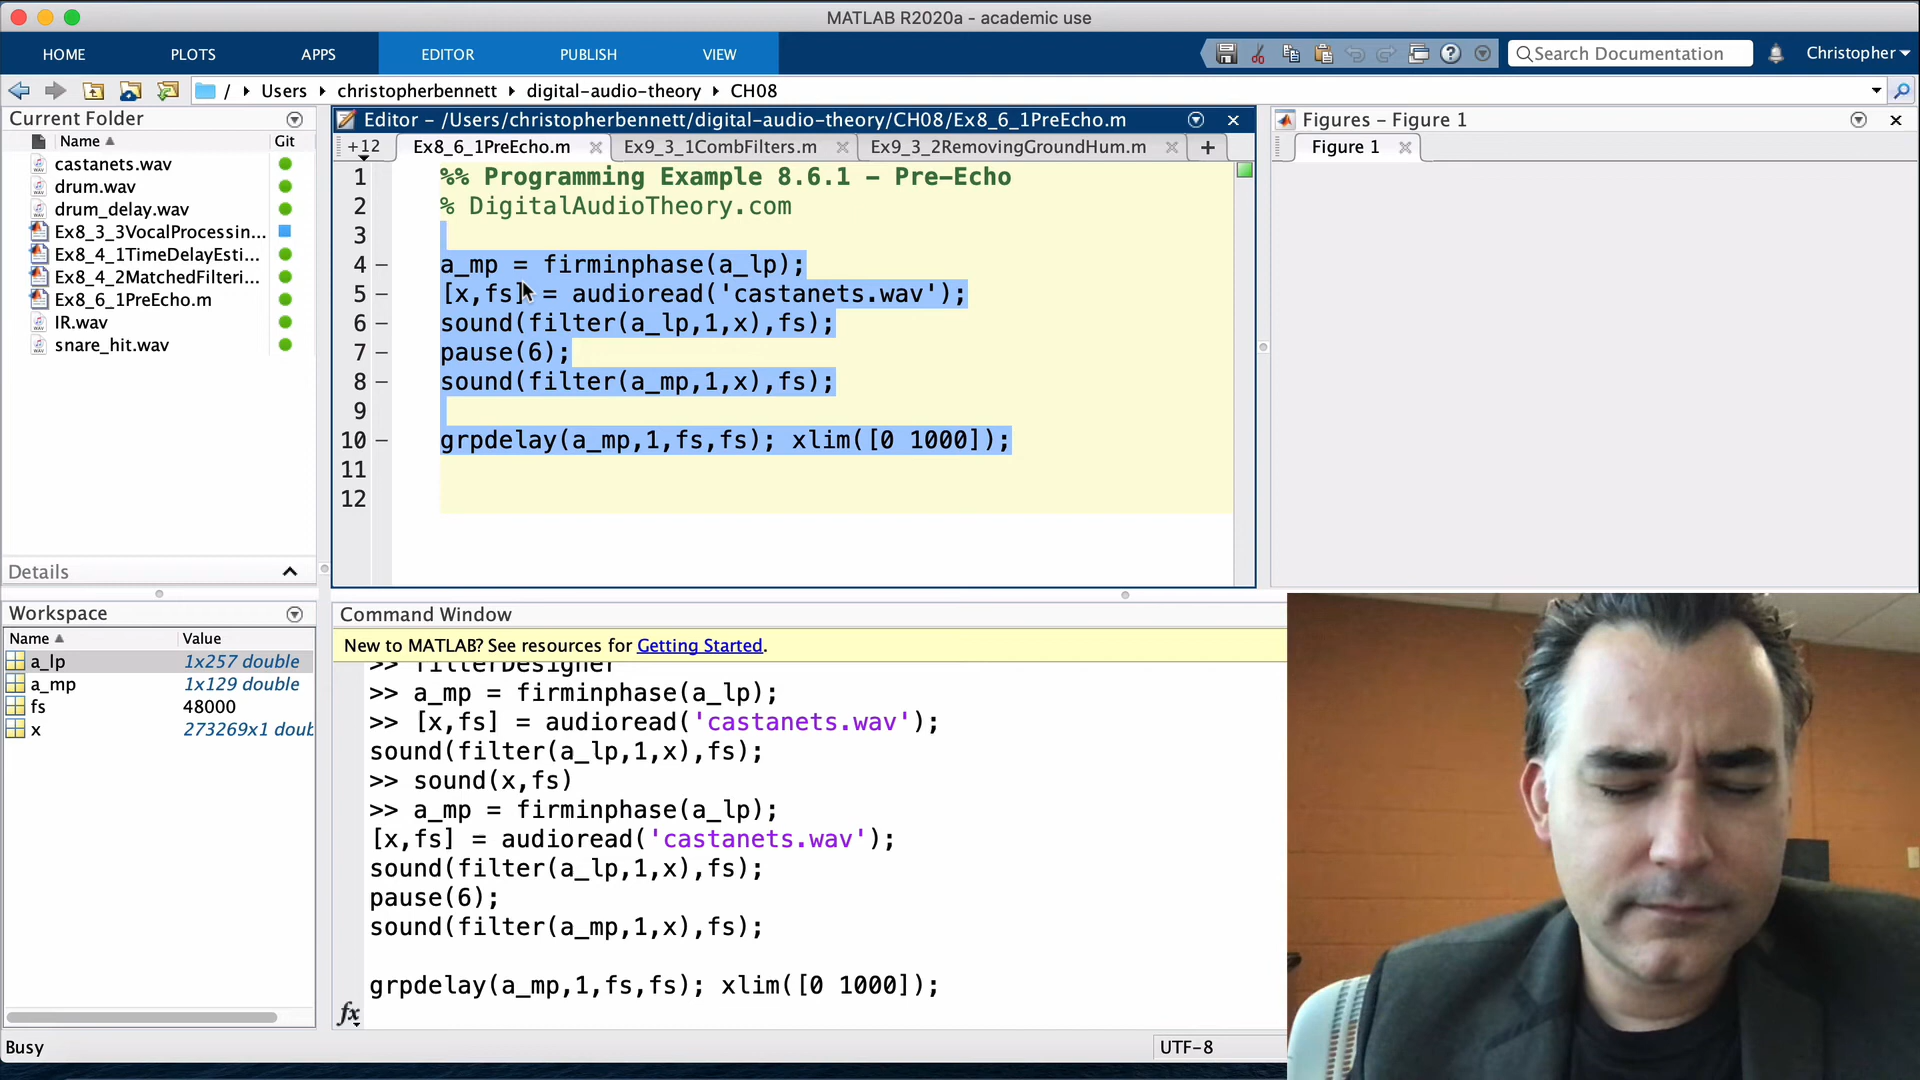 MATLAB R2020a - academic use
HOME PLOTS APPS EDITOR PUBLISH VIEW
Search Documentation
Christopher
/ Users christopherbennett digital-audio-theory CH08
Current Folder
Name Git
castanets.wav
drum.wav
drum_delay.wav
Ex8_3_3VocalProcessin...
Ex8_4_1TimeDelayEsti...
Ex8_4_2MatchedFilteri...
Ex8_6_1PreEcho.m
IR.wav
snare_hit.wav
Details
Workspace
Name Value
a_lp 1x257 double
a_mp 1x129 double
fs 48000
x 273269x1 doub
Busy
Editor - /Users/christopherbennett/digital-audio-theory/CH08/Ex8_6_1PreEcho.m
+12 Ex8_6_1PreEcho.m Ex9_3_1CombFilters.m Ex9_3_2RemovingGroundHum.m +
1 %% Programming Example 8.6.1 - Pre-Echo
2 % DigitalAudioTheory.com
3
4 - a_mp = firminphase(a_lp);
5 - [x,fs] = audioread('castanets.wav');
6 - sound(filter(a_lp,1,x),fs);
7 - pause(6);
8 - sound(filter(a_mp,1,x),fs);
9
10 - grpdelay(a_mp,1,fs,fs); xlim([0 1000]);
11
12
Figures - Figure 1
Figure 1
Command Window
New to MATLAB? See resources for Getting Started.
>> filterDesigner
>> a_mp = firminphase(a_lp);
>> [x,fs] = audioread('castanets.wav');
sound(filter(a_lp,1,x),fs);
>> sound(x,fs)
>> a_mp = firminphase(a_lp);
[x,fs] = audioread('castanets.wav');
sound(filter(a_lp,1,x),fs);
pause(6);
sound(filter(a_mp,1,x),fs);
grpdelay(a_mp,1,fs,fs); xlim([0 1000]);
fx
UTF-8